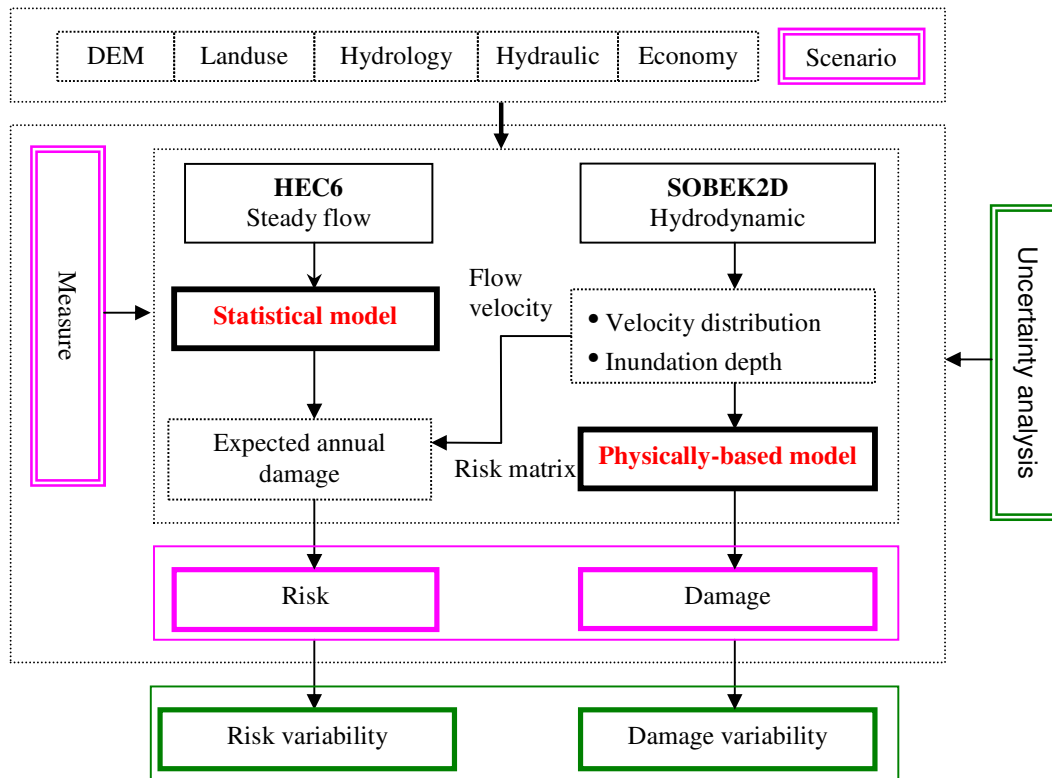 DEM Landuse Hydrology Hydraulic Economy Scenario
Measure
HEC6
Steady flow
SOBEK2D
Hydrodynamic
Statistical model
Flow
velocity
• Velocity distribution
• Inundation depth
Expected annual
damage
Risk matrix
Physically-based model
Uncertainty analysis
Risk
Damage
Risk variability
Damage variability